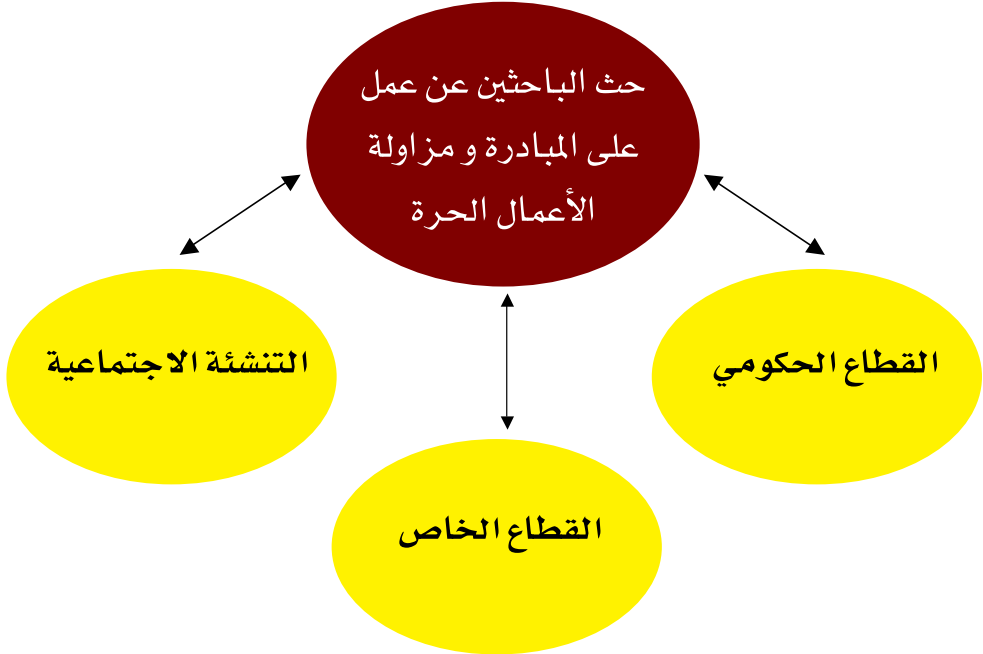 حث الباحثين عن عمل
على المبادرة و مزاولة
الأعمال الحرة
القطاع الحكومي
التنشئة الاجتماعية
القطاع الخاص